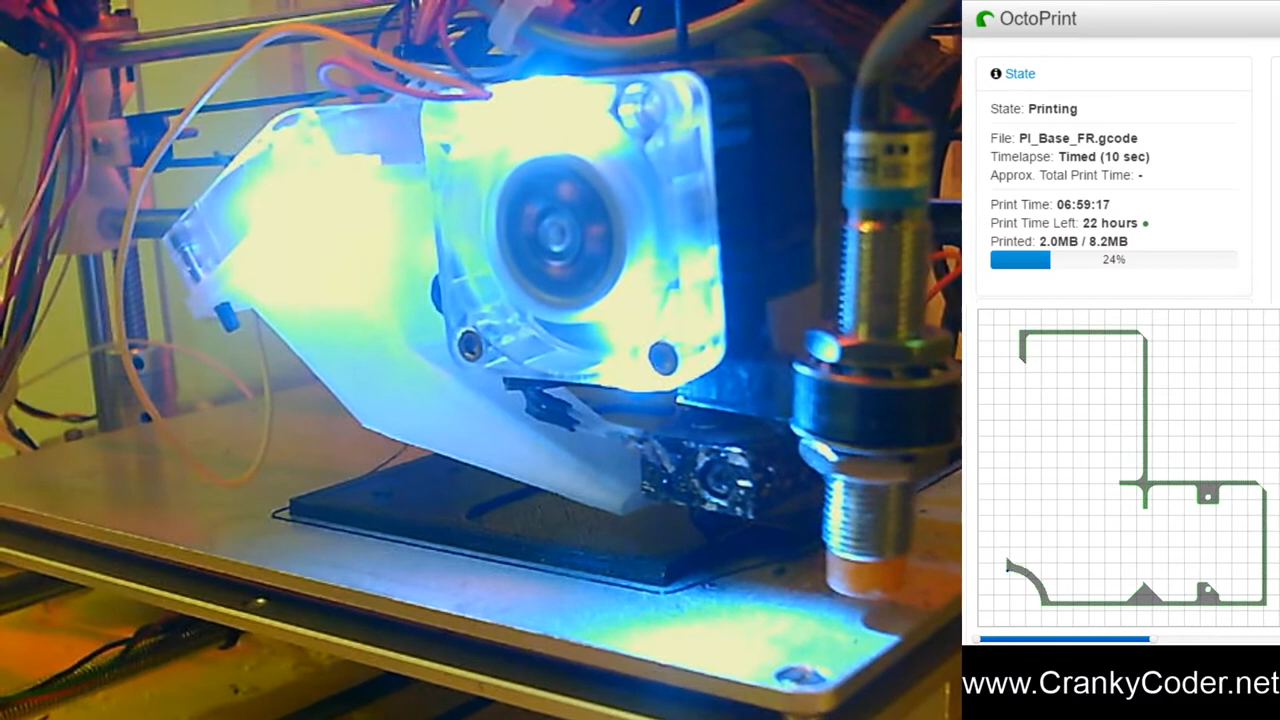 OctoPrint
State
State: Printing
File: PI_Base_FR.gcode
Timelapse: Timed (10 sec)
Approx. Total Print Time: -
Print Time: 06:59:17
Print Time Left: 22 hours
Printed: 2.0MB / 8.2MB
24%
www.CrankyCoder.net